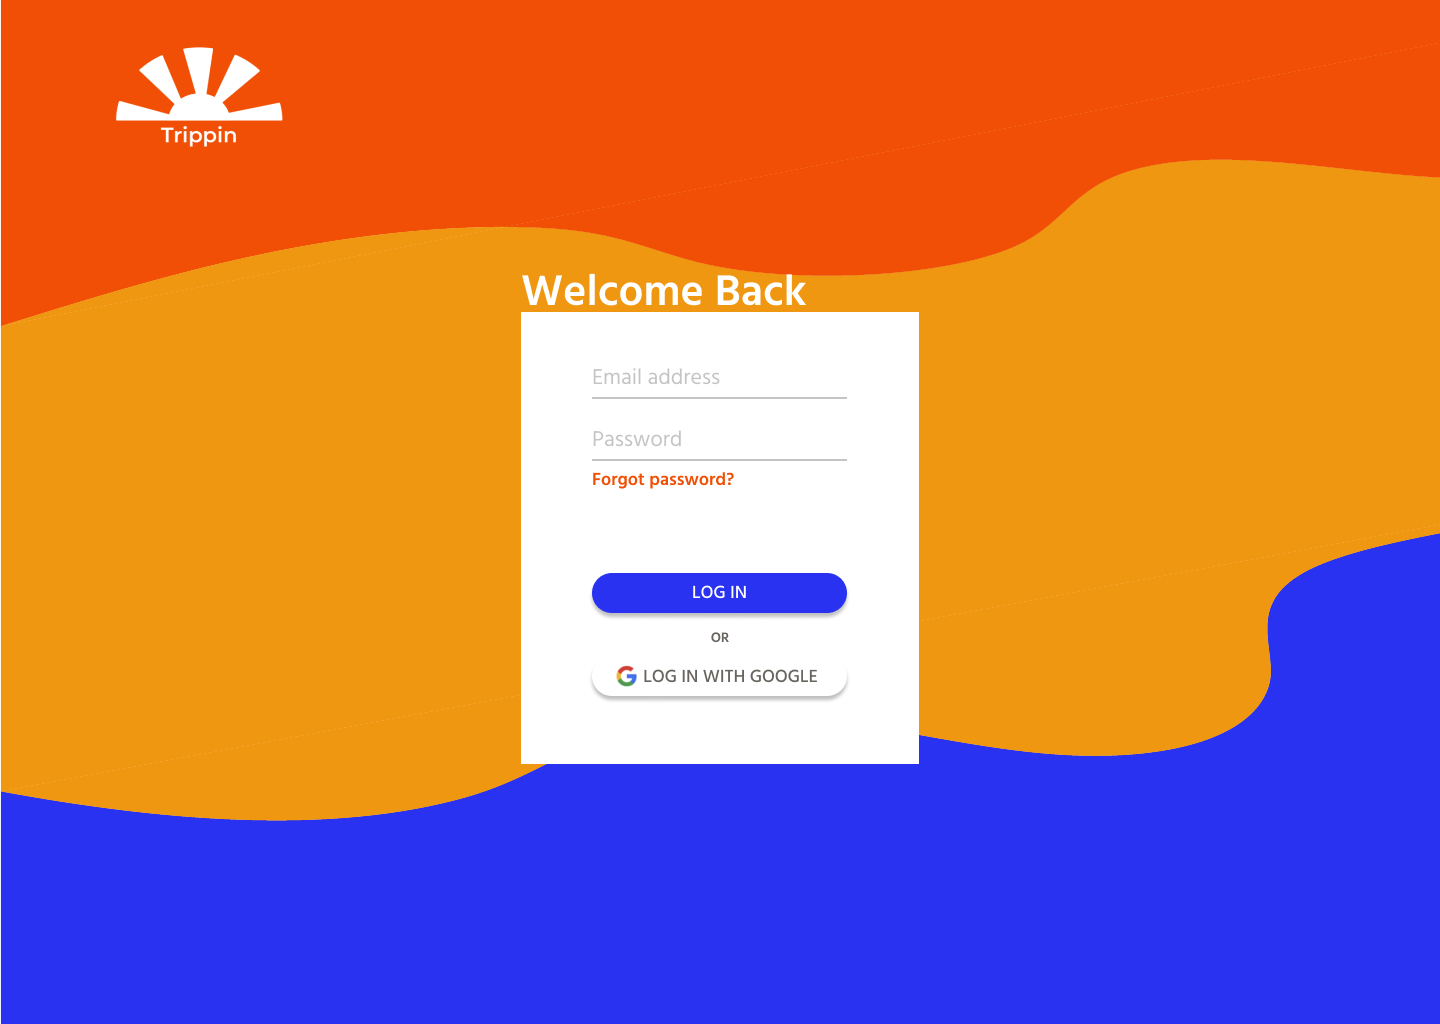 Trippin
Welcome Back
Email address
Password
Forgot password?
LOG IN
OR
LOG IN WITH GOOGLE